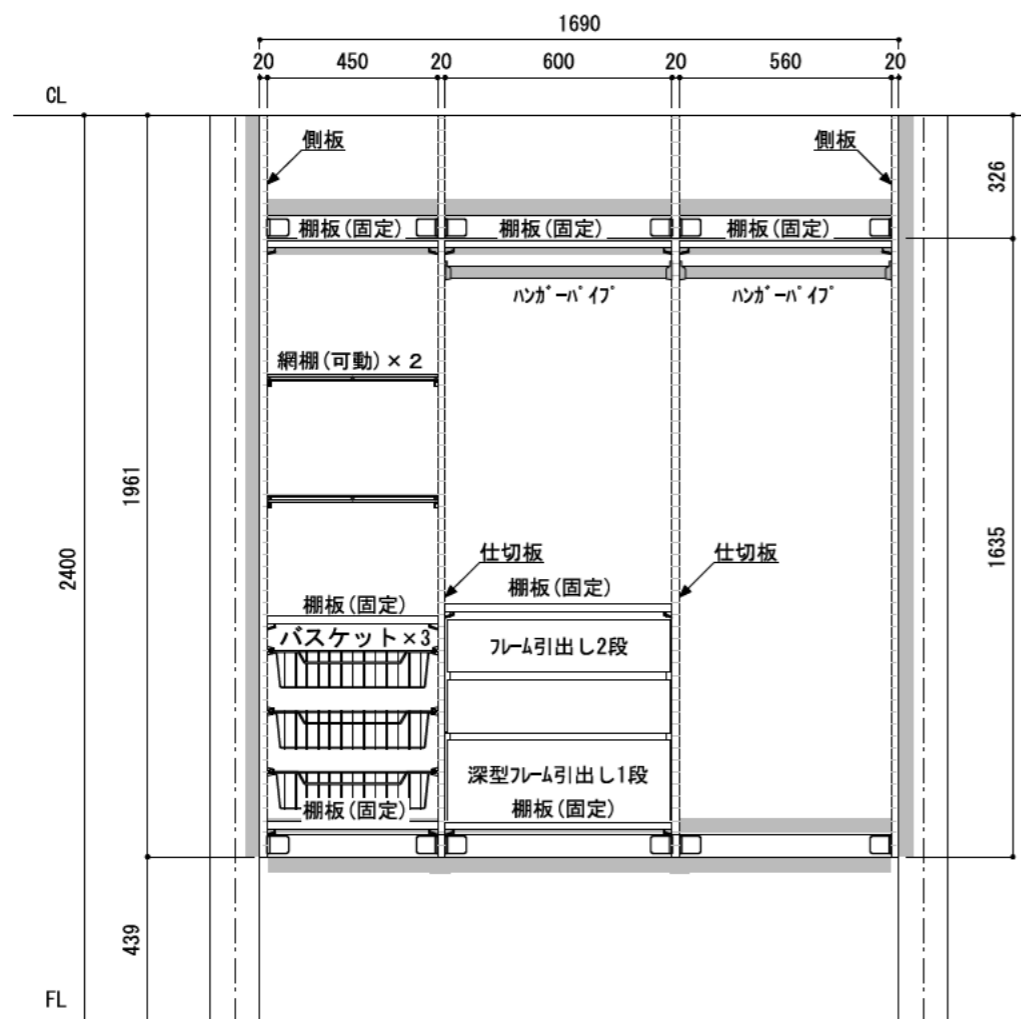 1690
20 450 20 600 20 560 20
CL
側板 側板
326
棚板(固定) 棚板(固定) 棚板(固定)
ﾊﾝｶﾞｰﾊﾟｲﾌﾟ ﾊﾝｶﾞｰﾊﾟｲﾌﾟ
網棚(可動)×２
1961
2400
1635
仕切板 仕切板
棚板(固定)
棚板(固定)
バスケット×3
ﾌﾚｰﾑ引出し2段
深型ﾌﾚｰﾑ引出し1段
棚板(固定) 棚板(固定)
439
FL